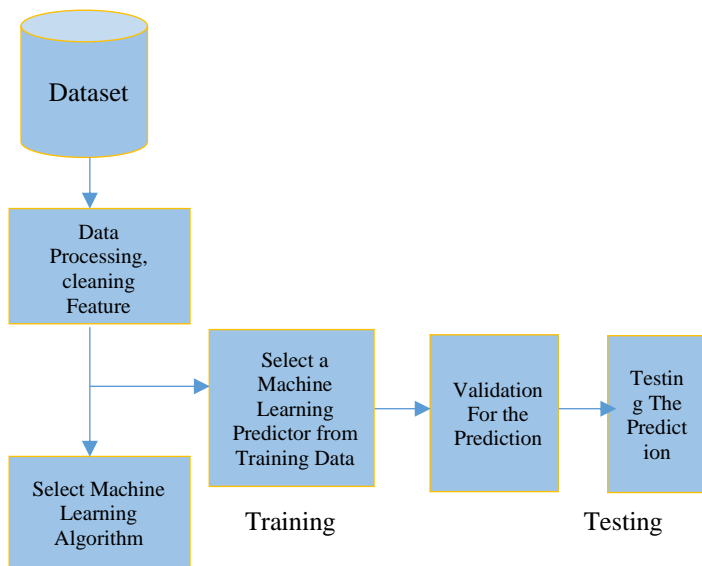 Dataset
Data
Processing,
cleaning
Feature
Select a
Machine
Learning
Predictor from
Training Data
Validation
For the
Prediction
Testin
g The
Predict
ion
Select Machine
Learning
Algorithm
Training
Testing